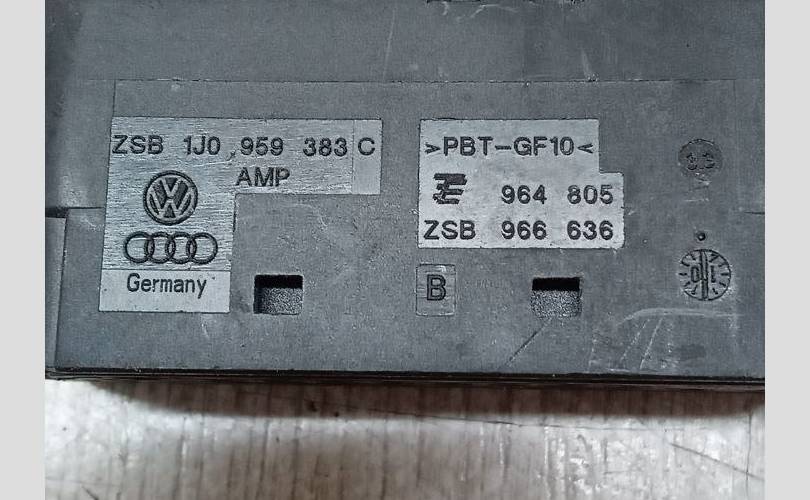 ZSB 1J0 959 383 C
AMP
Germany
>PBT-GF10<
964 805
ZSB 966 636
B